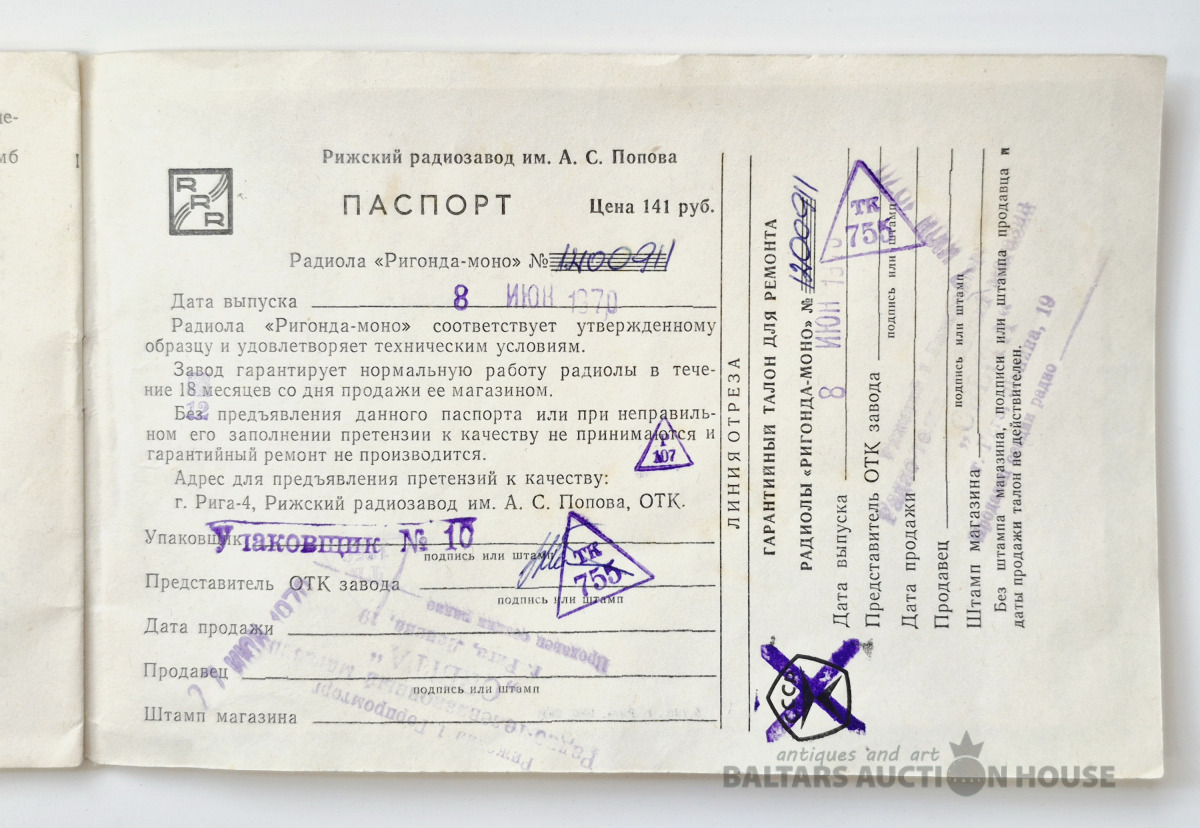 R
R
R
Рижский радиозавод им. А. С. Попова
ПАСПОРТ
Цена 141 руб.
Радиола «Ригонда-моно» № 1200911
Дата выпуска 8 ИЮН 1970
Радиола «Ригонда-моно» соответствует утвержденному
образцу и удовлетворяет техническим условиям.
Завод гарантирует нормальную работу радиолы в тече-
ние 18 месяцев со дня продажи ее магазином.
12
Без предъявления данного паспорта или при неправиль-
ном его заполнении претензии к качеству не принимаются и
гарантийный ремонт не производится.
107
Адрес для предъявления претензий к качеству:
г. Рига-4, Рижский радиозавод им. А. С. Попова, ОТК.
Упаковщик Упаковщик № 10
подпись или штамп
Представитель ОТК завода
ТК
755
подпись или штамп
Дата продажи
Продавец
подпись или штамп
Штамп магазина
ЛИНИЯ ОТРЕЗА
ГАРАНТИЙНЫЙ ТАЛОН ДЛЯ РЕМОНТА
РАДИОЛЫ «РИГОНДА-МОНО» № 1200911
Дата выпуска 8 ИЮН
Представитель ОТК завода
ТК
755
подпись или штамп
Дата продажи
Продавец
подпись или штамп
Штамп магазина
Без штампа магазина, подписи или штампа продавца и
даты продажи талон не действителен.
СССР
antiques and art
BALTARS AUCTION HOUSE